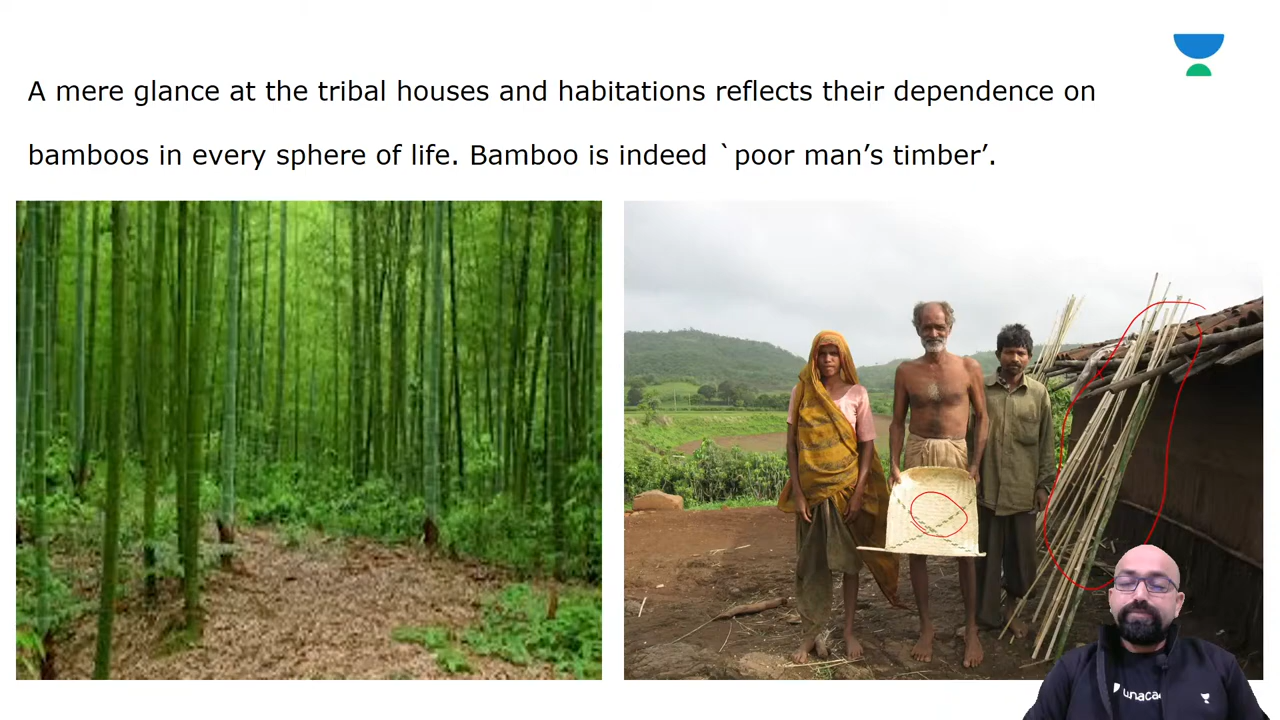 A mere glance at the tribal houses and habitations reflects their dependence on
bamboos in every sphere of life. Bamboo is indeed `poor man’s timber’.
unaca